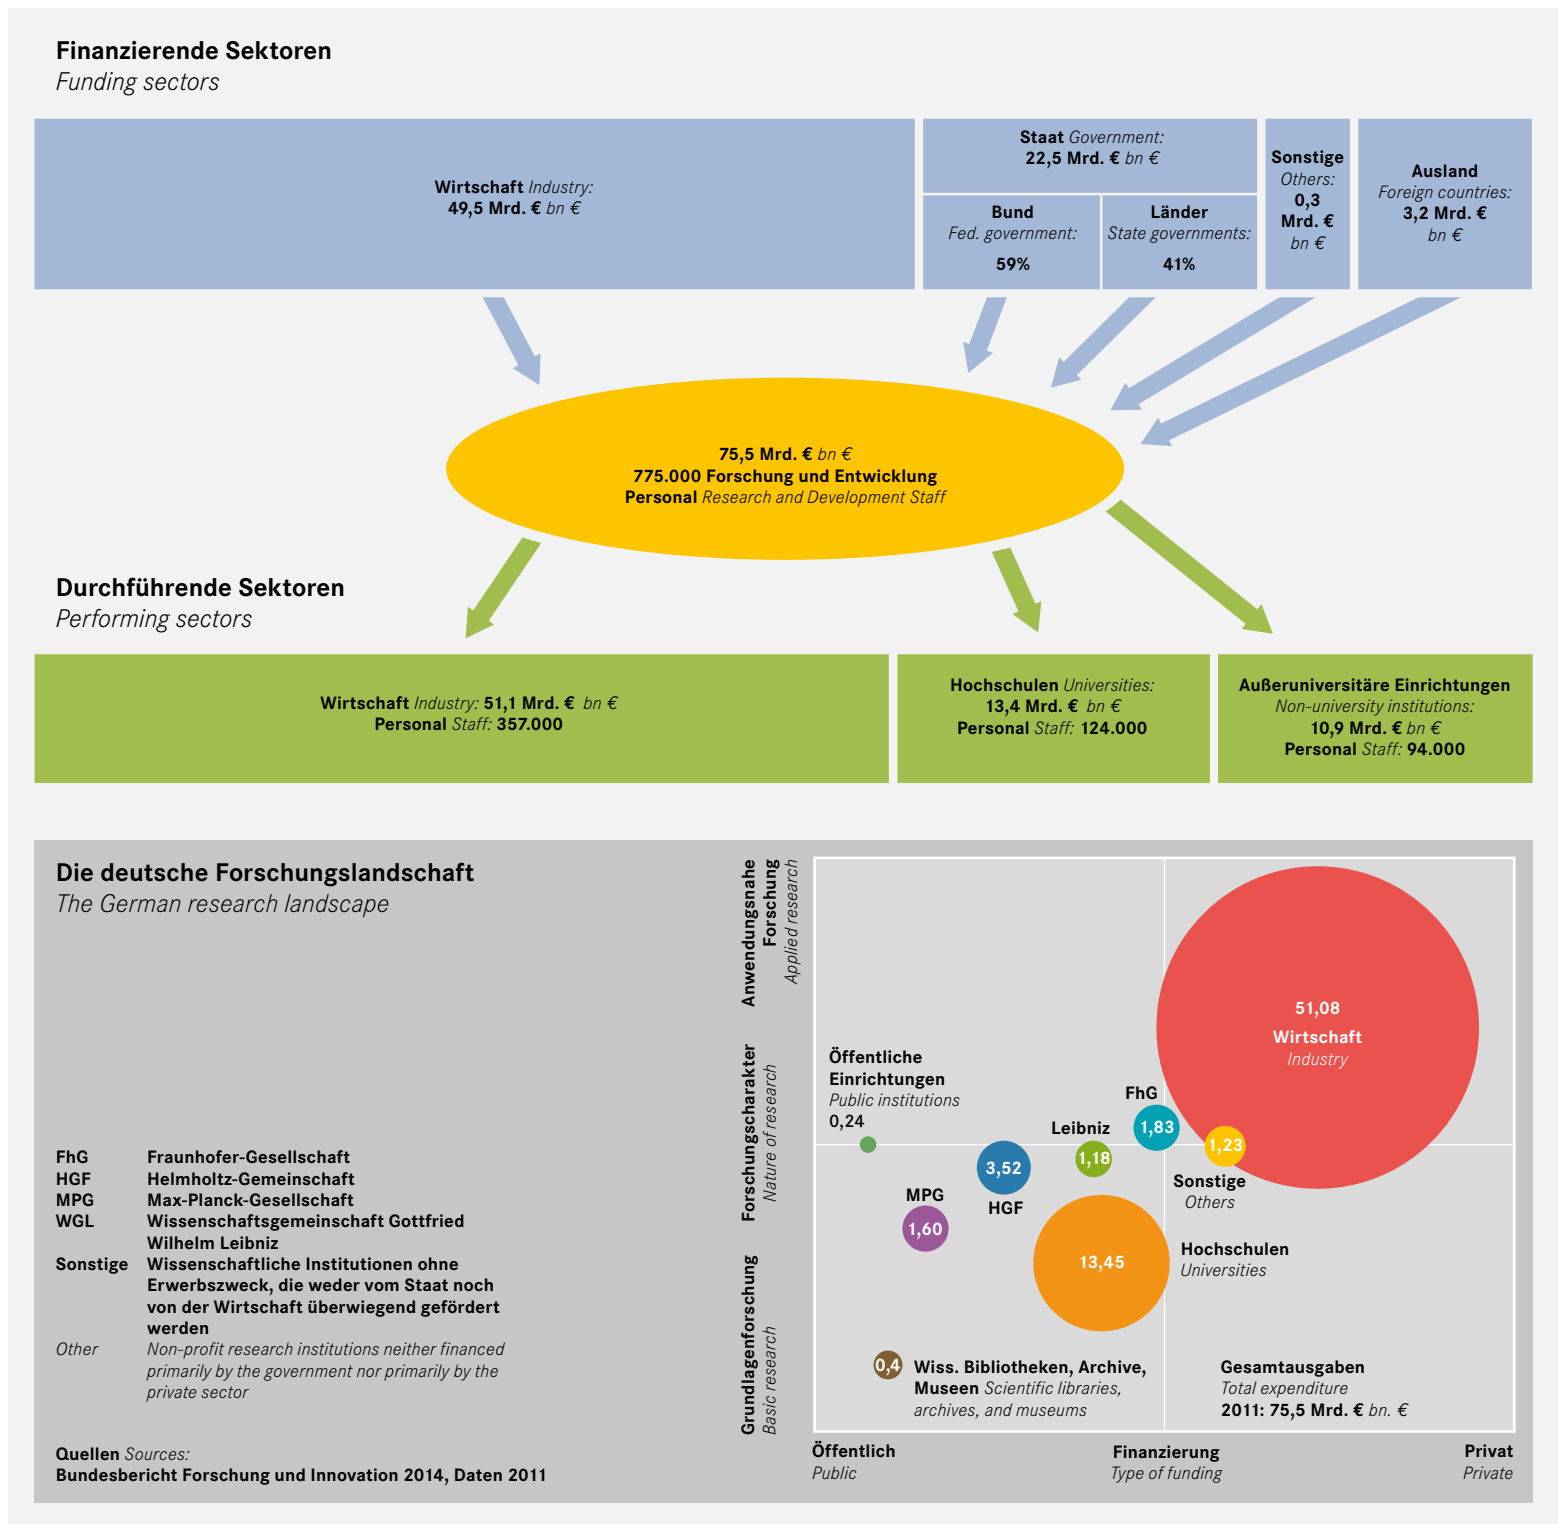 Finanzierende Sektoren
Funding sectors
Wirtschaft Industry:
49,5 Mrd. € bn €
Staat Government:
22,5 Mrd. € bn €
Bund
Fed. government:
59%
Länder
State governments:
41%
Sonstige
Others:
0,3
Mrd. €
bn €
Ausland
Foreign countries:
3,2 Mrd. €
bn €
75,5 Mrd. € bn €
775.000 Forschung und Entwicklung
Personal Research and Development Staff
Durchführende Sektoren
Performing sectors
Wirtschaft Industry: 51,1 Mrd. € bn €
Personal Staff: 357.000
Hochschulen Universities:
13,4 Mrd. € bn €
Personal Staff: 124.000
Außeruniversitäre Einrichtungen
Non-university institutions:
10,9 Mrd. € bn €
Personal Staff: 94.000
Die deutsche Forschungslandschaft
The German research landscape
FhG Fraunhofer-Gesellschaft
HGF Helmholtz-Gemeinschaft
MPG Max-Planck-Gesellschaft
WGL Wissenschaftsgemeinschaft Gottfried
Wilhelm Leibniz
Sonstige Wissenschaftliche Institutionen ohne
Erwerbszweck, die weder vom Staat noch
von der Wirtschaft überwiegend gefördert
werden
Other Non-profit research institutions neither financed
primarily by the government nor primarily by the
private sector
Quellen Sources:
Bundesbericht Forschung und Innovation 2014, Daten 2011
Anwendungsnahe
Forschung
Applied research
Forschungscharakter
Nature of research
Grundlagenforschung
Basic research
51,08
Wirtschaft
Industry
Öffentliche
Einrichtungen
Public institutions
0,24
FhG
1,83
Leibniz
1,18
1,23
Sonstige
Others
3,52
HGF
MPG
1,60
13,45
Hochschulen
Universities
0,4
Wiss. Bibliotheken, Archive,
Museen Scientific libraries,
archives, and museums
Gesamtausgaben
Total expenditure
2011: 75,5 Mrd. € bn. €
Öffentlich
Public
Finanzierung
Type of funding
Privat
Private